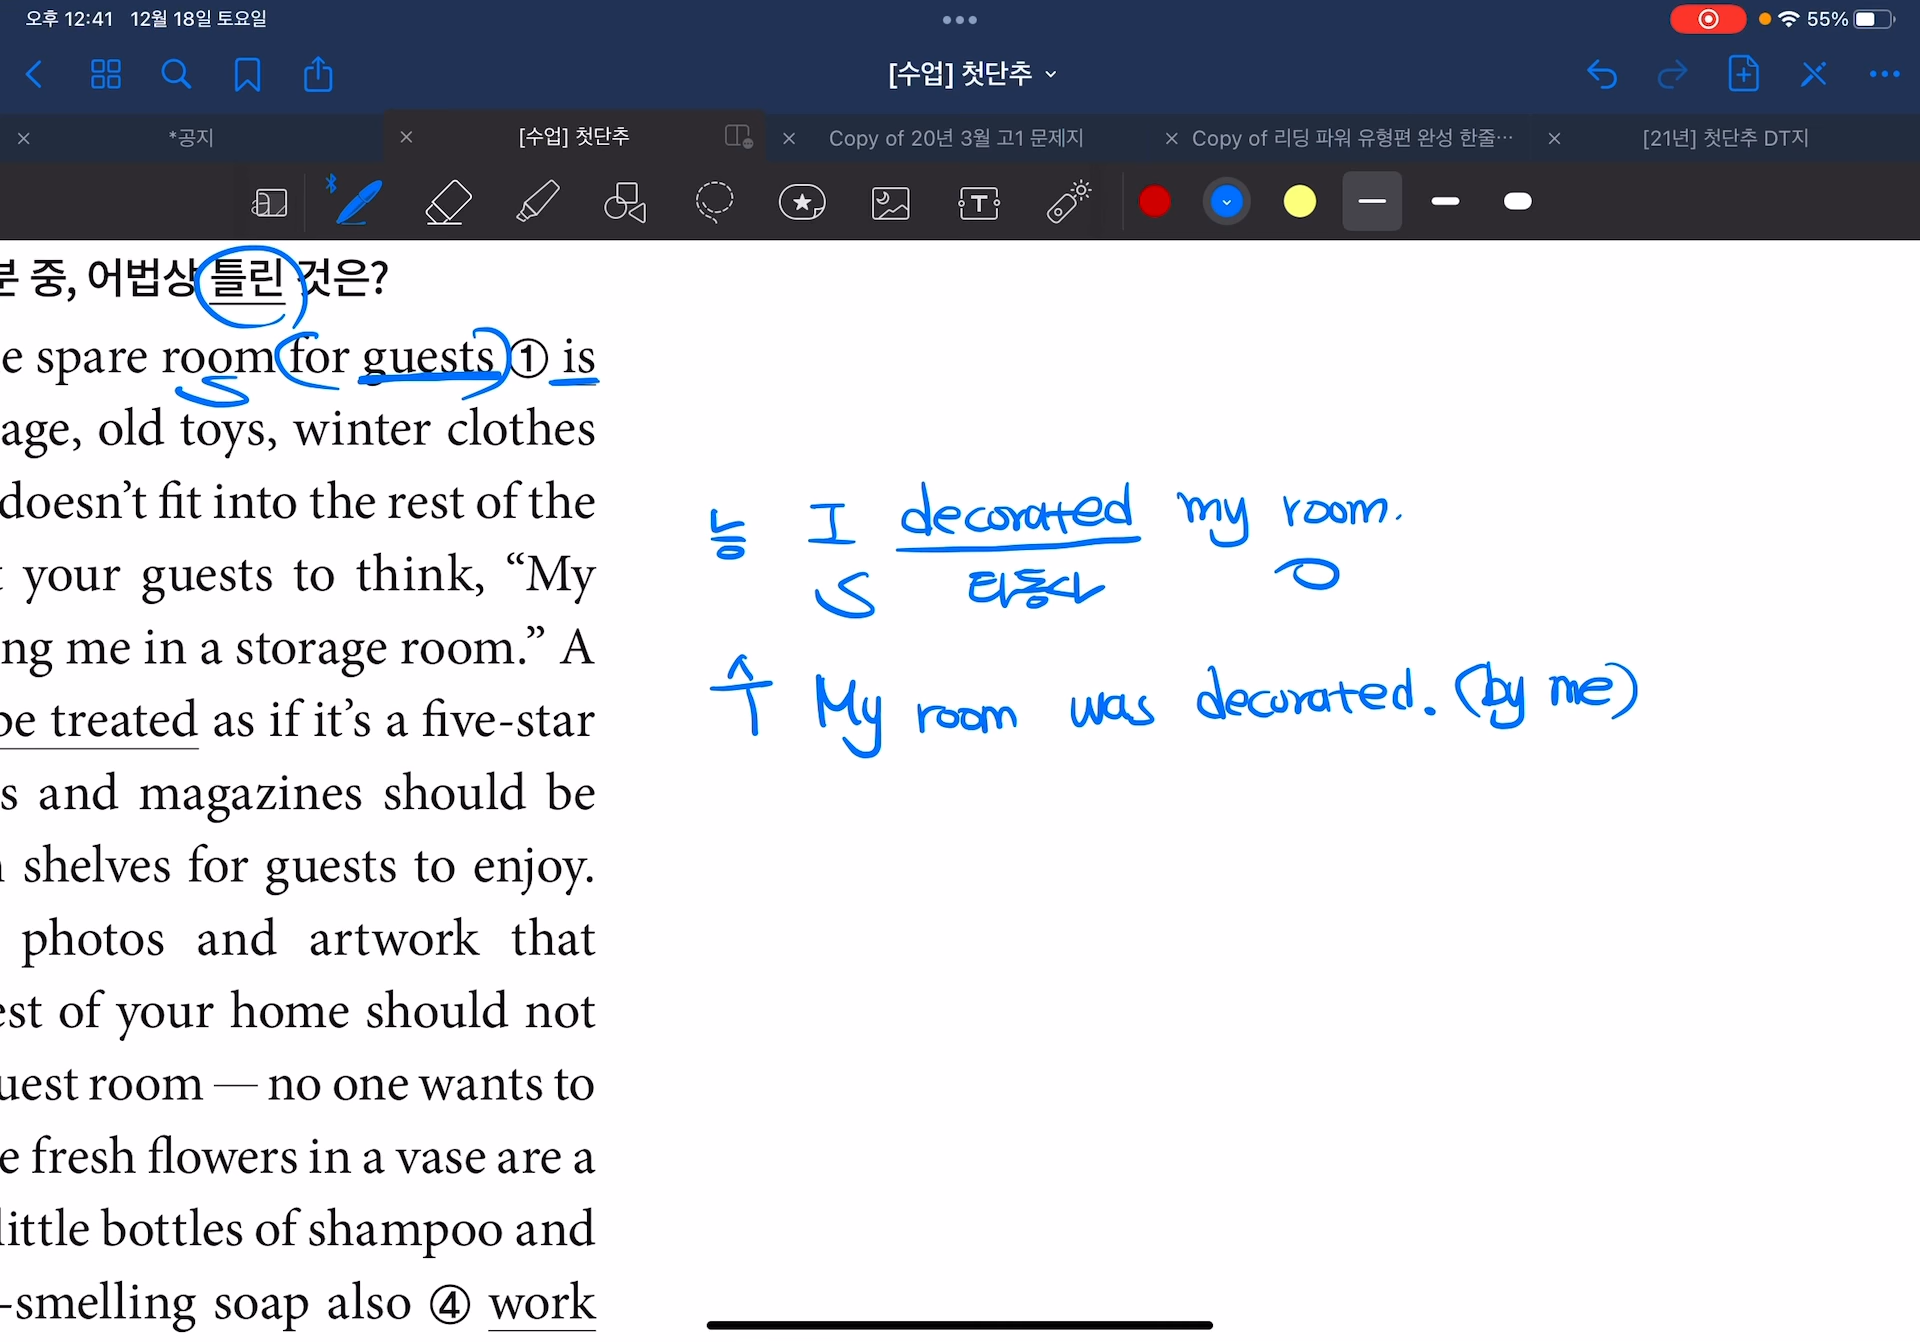 오후 12:41 12월 18일 토요일
55%
[수업] 첫단추
*공지
[수업] 첫단추
Copy of 20년 3월 고1 문제지
Copy of 리딩 파워 유형편 완성 한줄…
[21년] 첫단추 DT지
분 중, 어법상 틀린 것은?
e spare room for guests ① is
S
age, old toys, winter clothes
doesn’t fit into the rest of the
your guests to think, “My
ng me in a storage room.” A
be treated as if it’s a five-star
s and magazines should be
shelves for guests to enjoy.
photos and artwork that
est of your home should not
uest room — no one wants to
e fresh flowers in a vase are a
little bottles of shampoo and
-smelling soap also ④ work
능 I decorated my room.
S 타동사 O
수 My room was decorated. (by me)